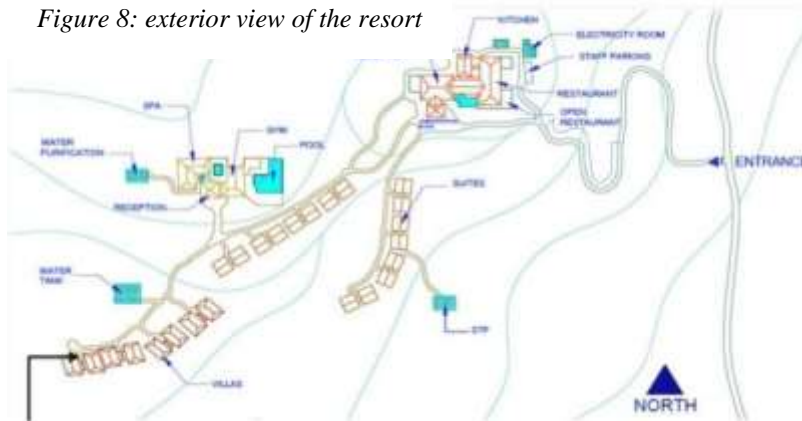 Figure 8: exterior view of the resort
KITCHEN
ELECTRICITY ROOM
STAFF PARKING
SPA
RESTAURANT
GYM
OPEN
RESTAURANT
WATER
PURIFICATION
POOL
ENTRANCE
SUITES
RECEPTION
WATER
TANK
STP
VILLAS
NORTH